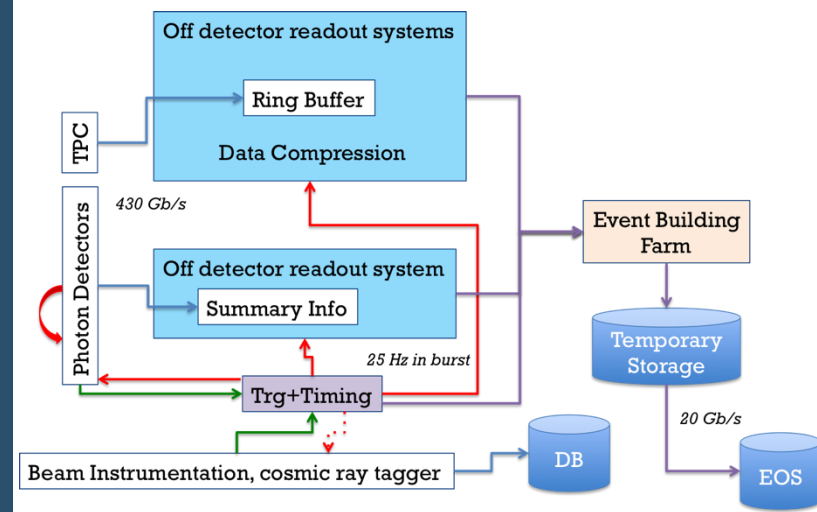 Off detector readout systems
Ring Buffer
TPC
Data Compression
430 Gb/s
Photon Detectors
Event Building
Farm
Off detector readout system
Summary Info
25 Hz in burst
Temporary
Storage
Trg+Timing
20 Gb/s
Beam Instrumentation, cosmic ray tagger
DB
EOS